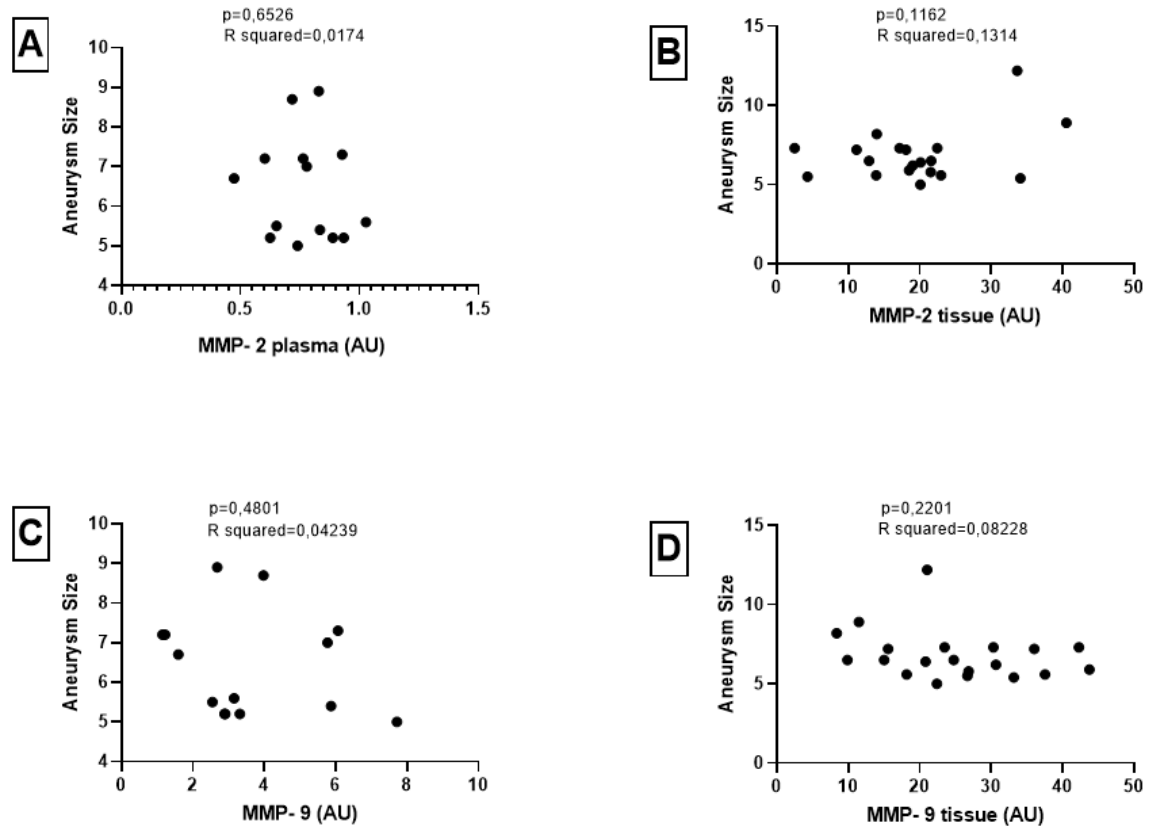 A
p=0,6526
R squared=0,0174
Aneurysm Size
10
9
8
7
6
5
4
0.0
0.5
1.0
1.5
MMP- 2 plasma (AU)
B
p=0,1162
R squared=0,1314
Aneurysm Size
15
10
5
0
0
10
20
30
40
50
MMP-2 tissue (AU)
C
p=0,4801
R squared=0,04239
Aneurysm Size
10
9
8
7
6
5
4
0
2
4
6
8
10
MMP- 9 (AU)
D
p=0,2201
R squared=0,08228
Aneurysm Size
15
10
5
0
0
10
20
30
40
50
MMP- 9 tissue (AU)